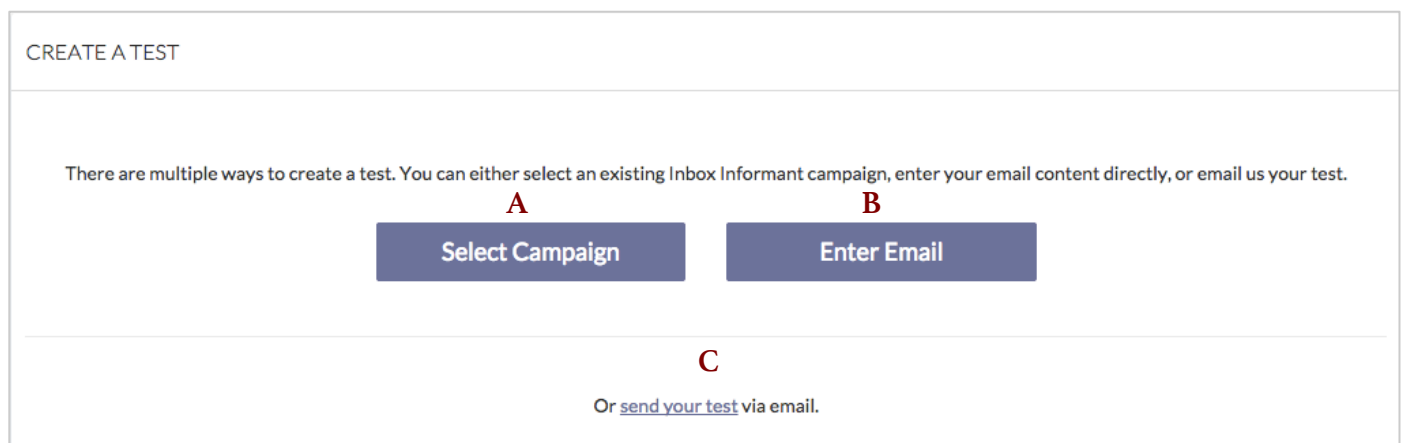 CREATE A TEST
There are multiple ways to create a test. You can either select an existing Inbox Informant campaign, enter your email content directly, or email us your test.
A B
Select Campaign Enter Email
C
Or send your test via email.